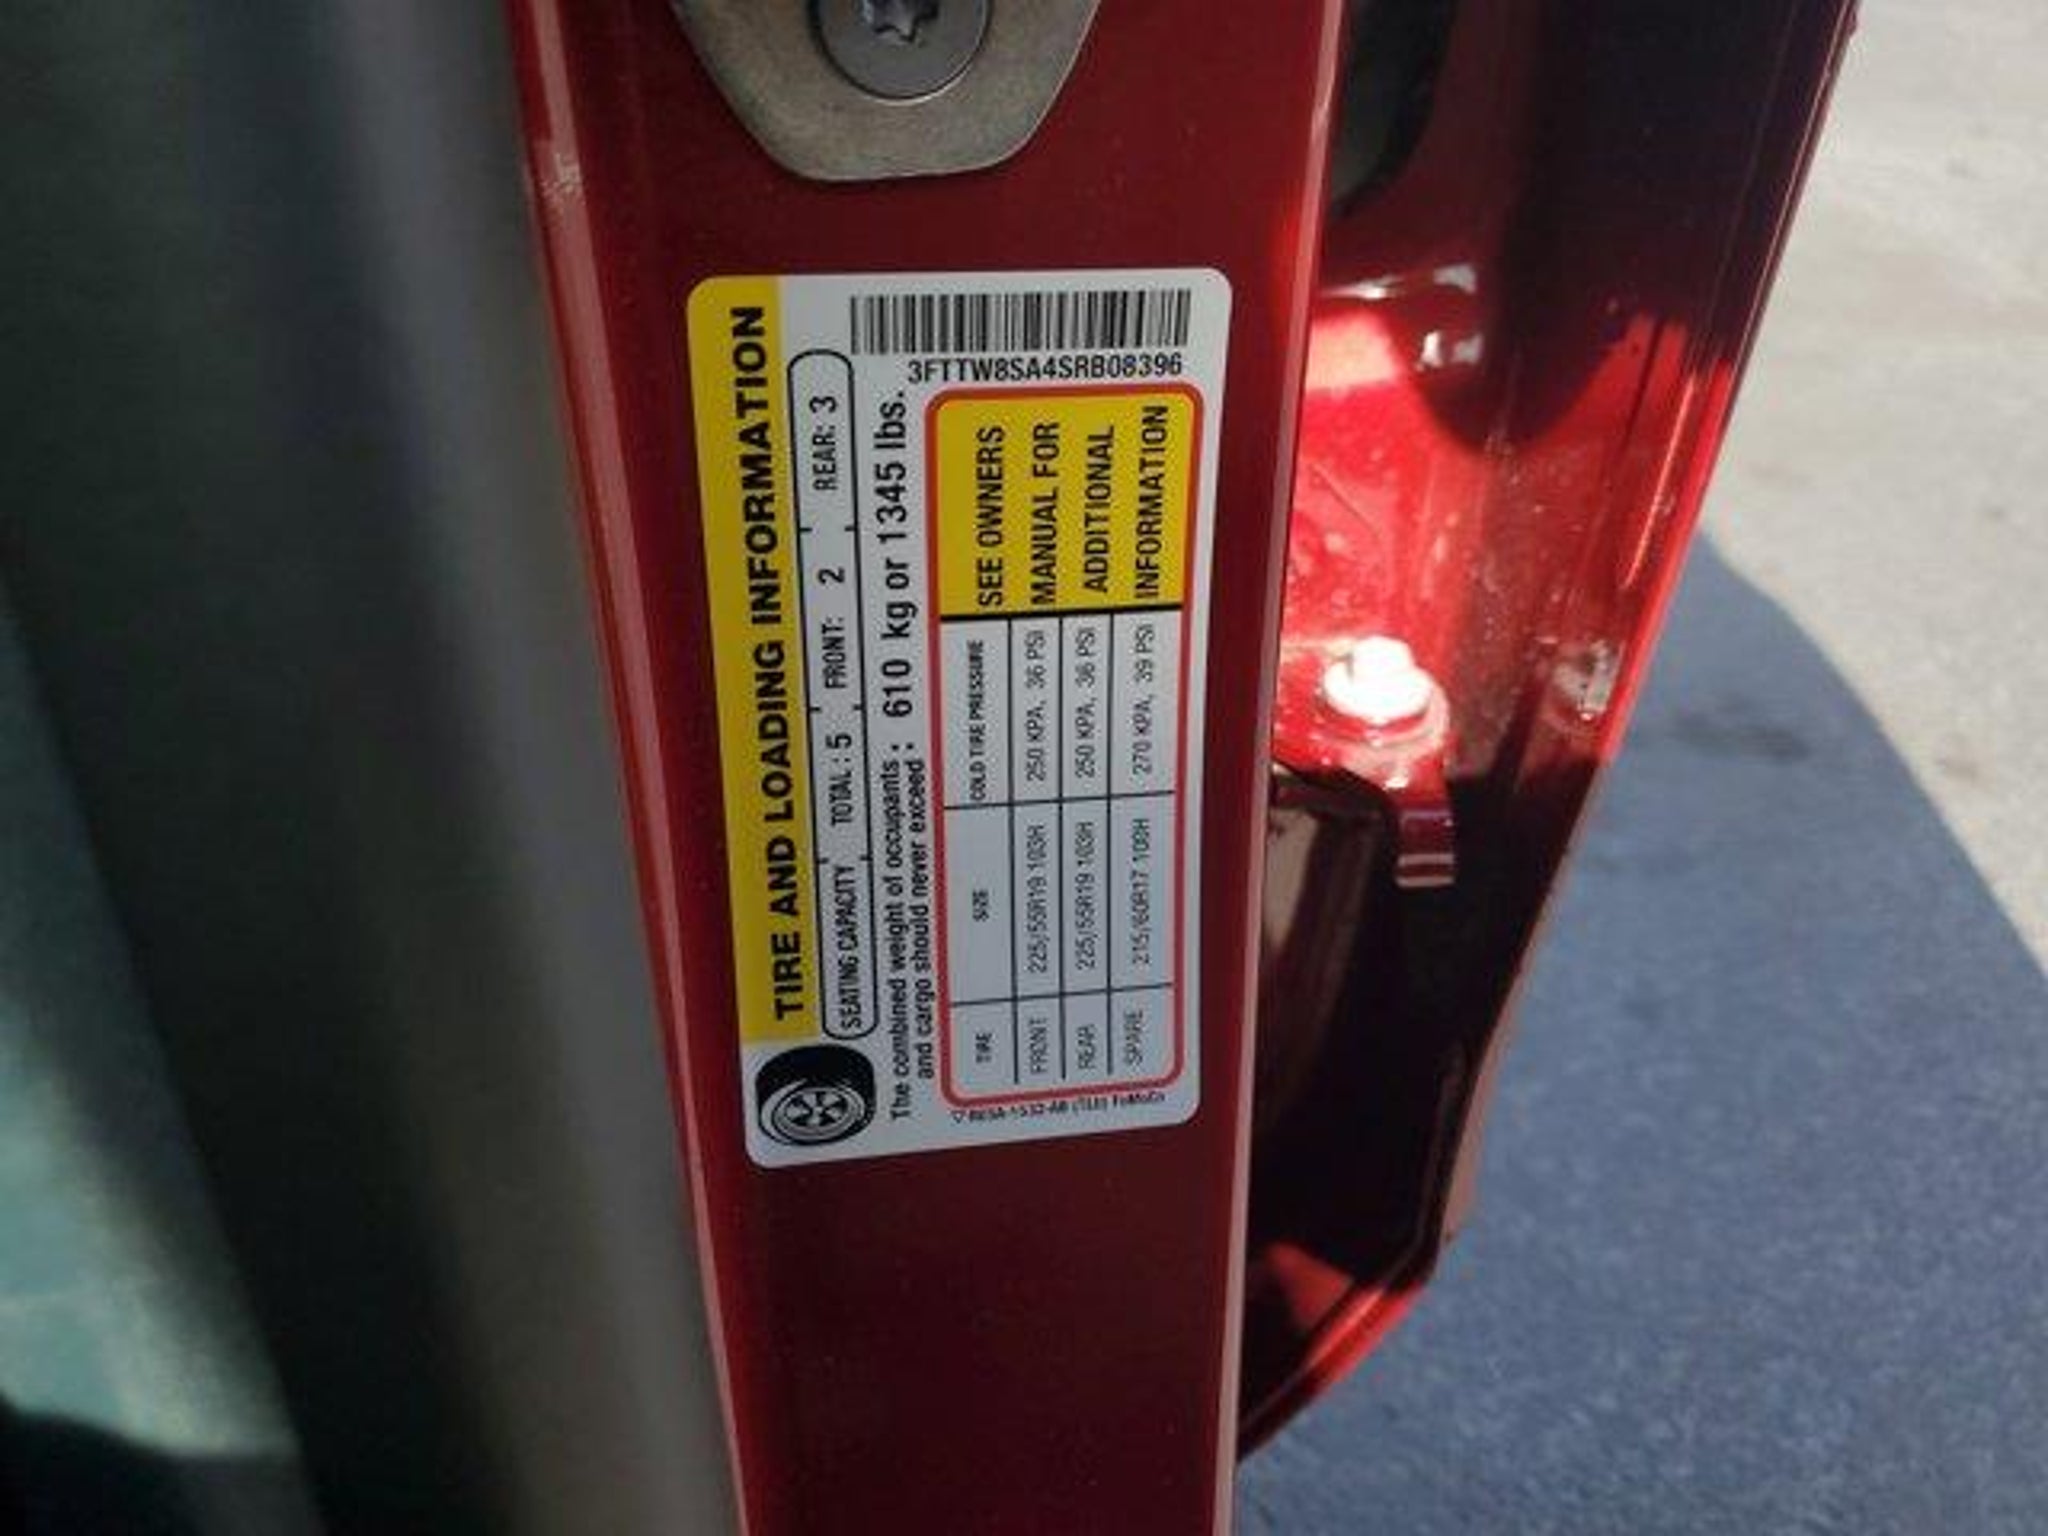 TIRE AND LOADING INFORMATION
SEATING CAPACITY TOTAL : 5 FRONT: 2 REAR: 3
The combined weight of occupants : 610 kg or 1345 lbs.
and cargo should never exceed :
3FTTW8SA4SRB08396
TIRE SIZE COLD TIRE PRESSURE
FRONT 225/55R19 103H 250 KPA, 36 PSI
REAR 225/55R19 103H 250 KPA, 36 PSI
SPARE 215/60R17 100H 270 KPA, 39 PSI
SEE OWNERS
MANUAL FOR
ADDITIONAL
INFORMATION
FoMoCo